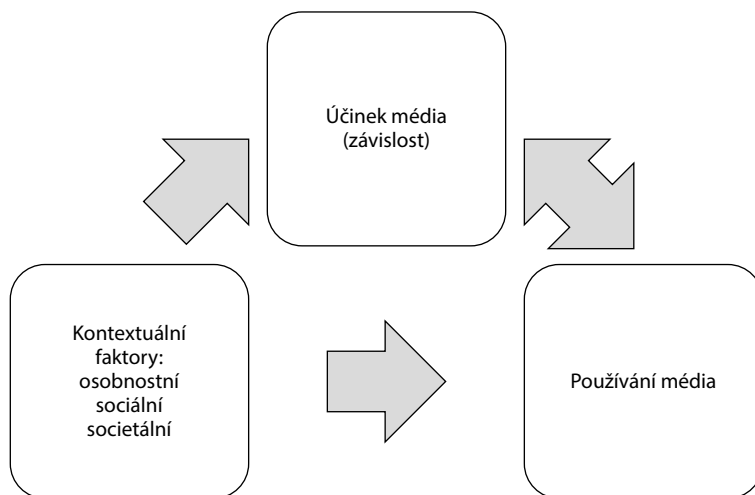 Účinek média
(závislost)
Kontextuální
faktory:
osobnostní
sociální
societální
Používání média